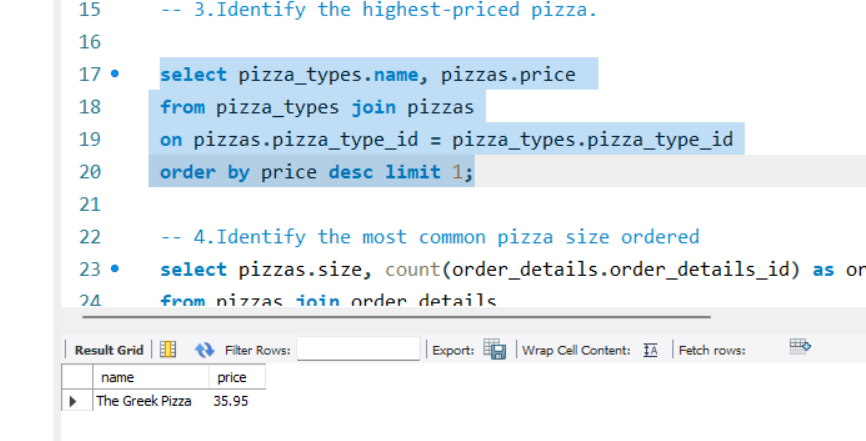 15 -- 3.Identify the highest-priced pizza.
16
17 select pizza_types.name, pizzas.price
18 from pizza_types join pizzas
19 on pizzas.pizza_type_id = pizza_types.pizza_type_id
20 order by price desc limit 1;
21
22 -- 4.Identify the most common pizza size ordered
23 select pizzas.size, count(order_details.order_details_id) as or
24 from pizzas join order_details
Result Grid Filter Rows: Export: Wrap Cell Content: IA Fetch rows:
name price
The Greek Pizza 35.95